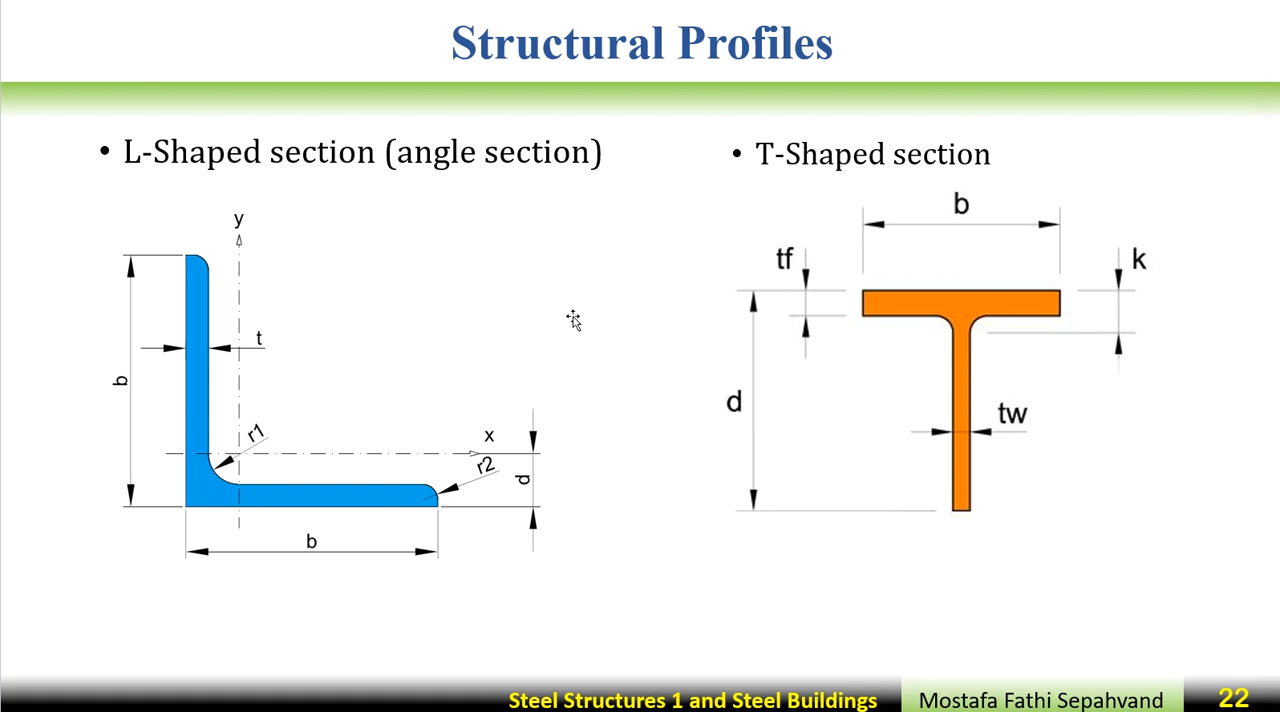 Structural Profiles
• L-Shaped section (angle section)
y
b
t
r1
x
r2
d
b
• T-Shaped section
b
tf
k
d
tw
Steel Structures 1 and Steel Buildings
Mostafa Fathi Sepahvand
22